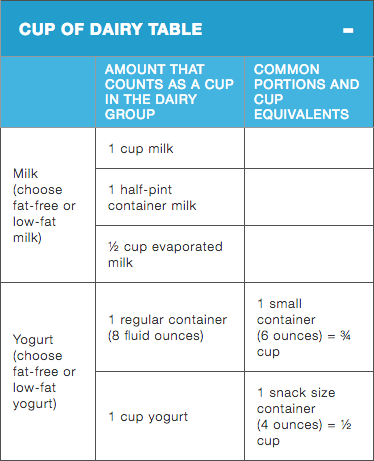 CUP OF DAIRY TABLE -
AMOUNT THAT
COUNTS AS A CUP
IN THE DAIRY
GROUP
COMMON
PORTIONS AND
CUP
EQUIVALENTS
Milk
(choose
fat-free or
low-fat
milk)
1 cup milk
1 half-pint
container milk
½ cup evaporated
milk
Yogurt
(choose
fat-free or
low-fat
yogurt)
1 regular container
(8 fluid ounces)
1 small
container
(6 ounces) = ¾
cup
1 cup yogurt
1 snack size
container
(4 ounces) = ½
cup